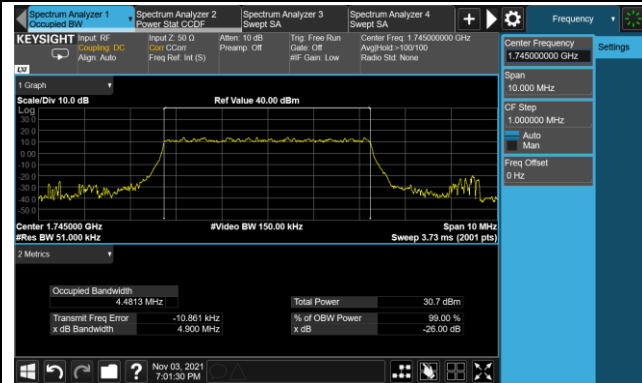 Spectrum Analyzer 1
Occupied BW
Spectrum Analyzer 2
Power Stat CCDF
Spectrum Analyzer 3
Swept SA
Spectrum Analyzer 4
Swept SA
Frequency
KEYSIGHT
Input: RF
Coupling: DC
Align: Auto
Input Z: 50 Ω
Corr CCorr
Freq Ref: Int (S)
Atten: 10 dB
Preamp: Off
Trig: Free Run
Gate: Off
#IF Gain: Low
Center Freq: 1.745000000 GHz
Avg|Hold:>100/100
Radio Std: None
LXI
1 Graph
Scale/Div 10.0 dB
Ref Value 40.00 dBm
Log
30.0
20.0
10.0
0.00
-10.0
-20.0
-30.0
-40.0
-50.0
Center 1.745000 GHz
#Res BW 51.000 kHz
#Video BW 150.00 kHz
Span 10 MHz
Sweep 3.73 ms (2001 pts)
2 Metrics
Occupied Bandwidth
4.4813 MHz
Transmit Freq Error -10.861 kHz
x dB Bandwidth 4.900 MHz
Total Power 30.7 dBm
% of OBW Power 99.00 %
x dB -26.00 dB
Nov 03, 2021
7:01:30 PM
Center Frequency
1.745000000 GHz
Settings
Span
10.000 MHz
CF Step
1.000000 MHz
Auto
Man
Freq Offset
0 Hz